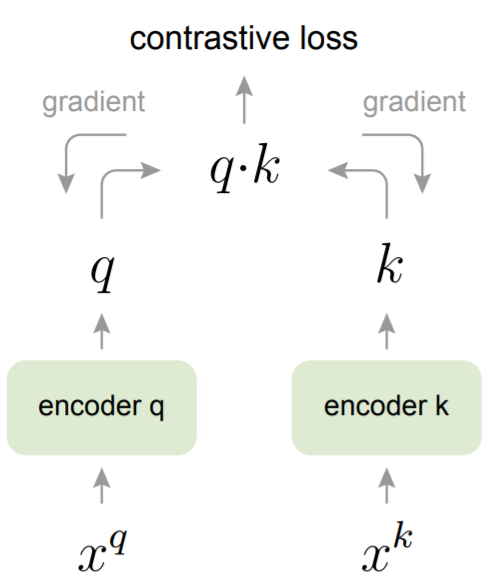 contrastive loss
gradient gradient
q·k
q k
encoder q encoder k
x^q x^k